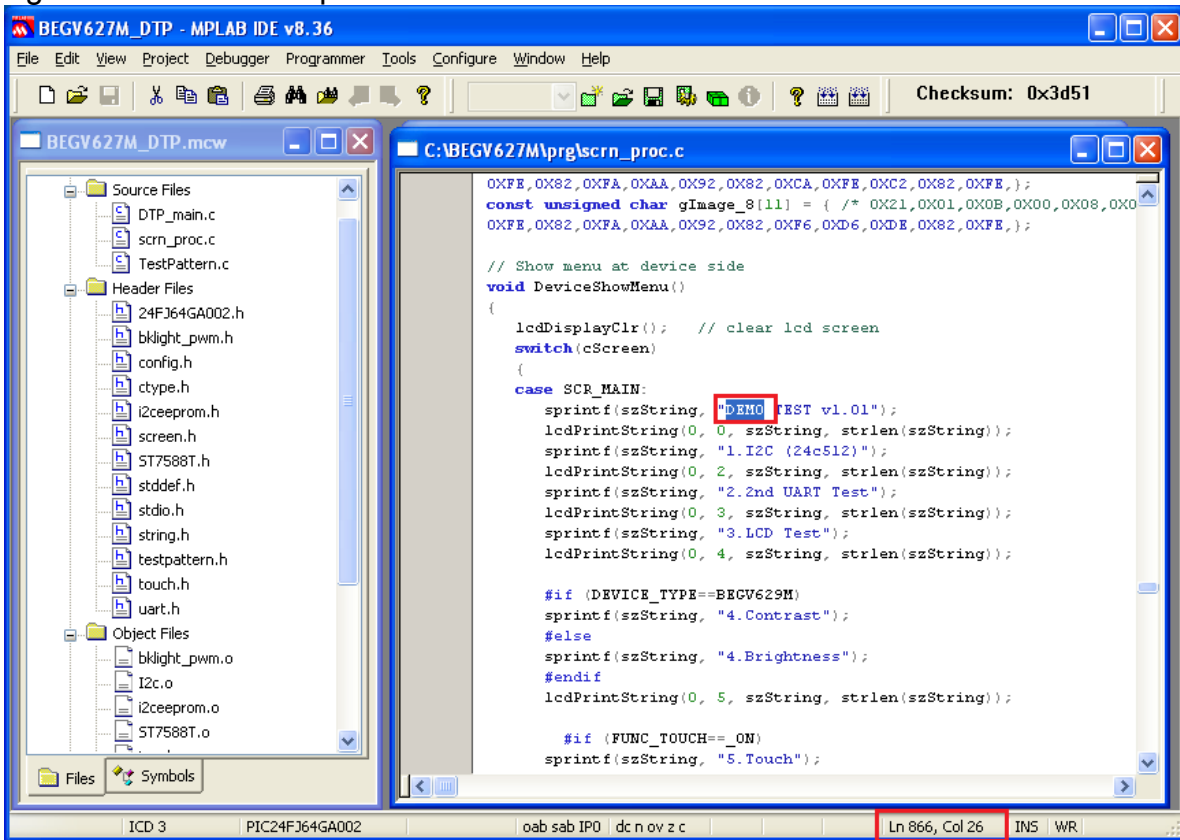 BEGV627M_DTP - MPLAB IDE v8.36
File Edit View Project Debugger Programmer Tools Configure Window Help
Checksum: 0x3d51
BEGV627M_DTP.mcw
Source Files
DTP_main.c
scrn_proc.c
TestPattern.c
Header Files
24FJ64GA002.h
bklight_pwm.h
config.h
ctype.h
i2ceeprom.h
screen.h
ST7588T.h
stddef.h
stdio.h
string.h
testpattern.h
touch.h
uart.h
Object Files
bklight_pwm.o
I2c.o
i2ceeprom.o
ST7588T.o
Files Symbols
C:\BEGV627M\prg\scrn_proc.c
0XFE,0X82,0XFA,0XAA,0X92,0X82,0XCA,0XFE,0XC2,0X82,0XFE,};
const unsigned char gImage_8[11] = { /* 0X21,0X01,0X0B,0X00,0X08,0X0
0XFE,0X82,0XFA,0XAA,0X92,0X82,0XF6,0XD6,0XDE,0X82,0XFE,};
// Show menu at device side
void DeviceShowMenu()
{
lcdDisplayClr(); // clear lcd screen
switch(cScreen)
{
case SCR_MAIN:
sprintf(szString, "DEMO TEST v1.01");
lcdPrintString(0, 0, szString, strlen(szString));
sprintf(szString, "1.I2C (24c512)");
lcdPrintString(0, 2, szString, strlen(szString));
sprintf(szString, "2.2nd UART Test");
lcdPrintString(0, 3, szString, strlen(szString));
sprintf(szString, "3.LCD Test");
lcdPrintString(0, 4, szString, strlen(szString));
#if (DEVICE_TYPE==BEGV629M)
sprintf(szString, "4.Contrast");
#else
sprintf(szString, "4.Brightness");
#endif
lcdPrintString(0, 5, szString, strlen(szString));
#if (FUNC_TOUCH==_ON)
sprintf(szString, "5.Touch");
ICD 3 PIC24FJ64GA002 oab sab IP0 dc n ov z c Ln 866, Col 26 INS WR